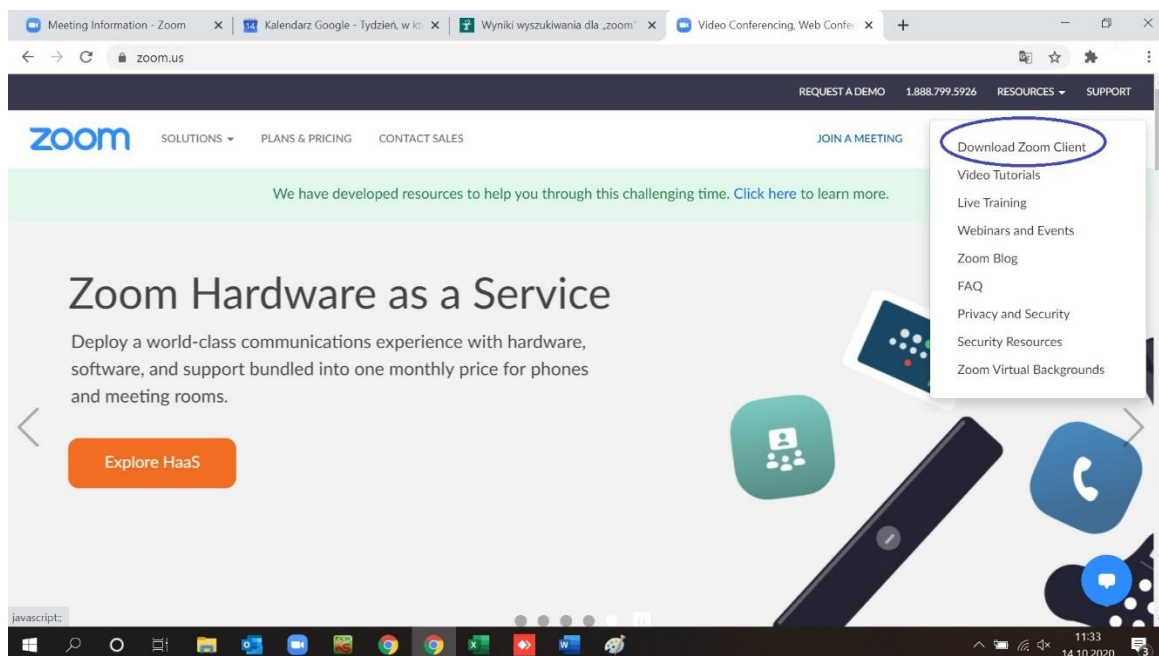 Meeting Information - Zoom
Kalendarz Google - Tydzień, w
Wyniki wyszukiwania dla „zoom"
Video Conferencing, Web Confe
zoom.us
REQUEST A DEMO 1.888.799.5926 RESOURCES SUPPORT
zoom SOLUTIONS PLANS & PRICING CONTACT SALES JOIN A MEETING
Download Zoom Client
Video Tutorials
Live Training
Webinars and Events
Zoom Blog
FAQ
Privacy and Security
Security Resources
Zoom Virtual Backgrounds
We have developed resources to help you through this challenging time. Click here to learn more.
Zoom Hardware as a Service
Deploy a world-class communications experience with hardware,
software, and support bundled into one monthly price for phones
and meeting rooms.
Explore HaaS
javascript:;
11:33
14.10.2020
3